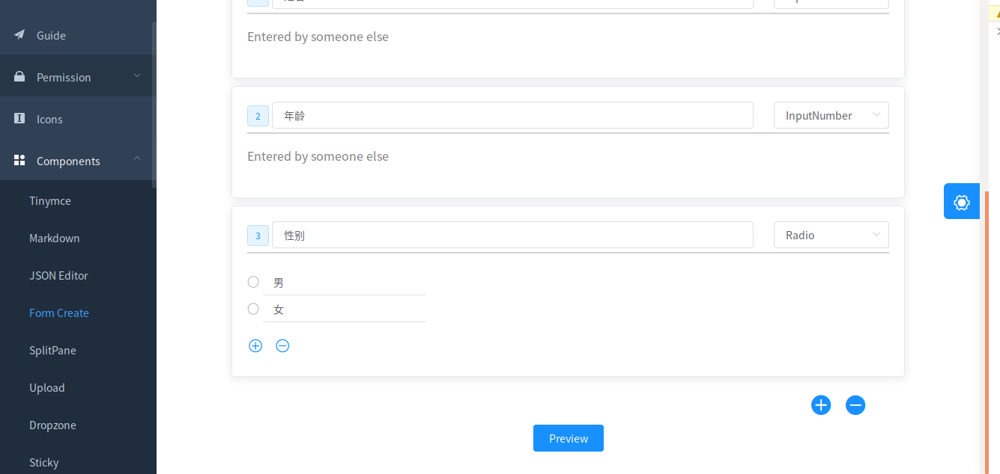 Guide
Permission
Icons
Components
Tinymce
Markdown
JSON Editor
Form Create
SplitPane
Upload
Dropzone
Sticky
Entered by someone else
2 年龄 InputNumber
Entered by someone else
3 性别 Radio
男
女
Preview